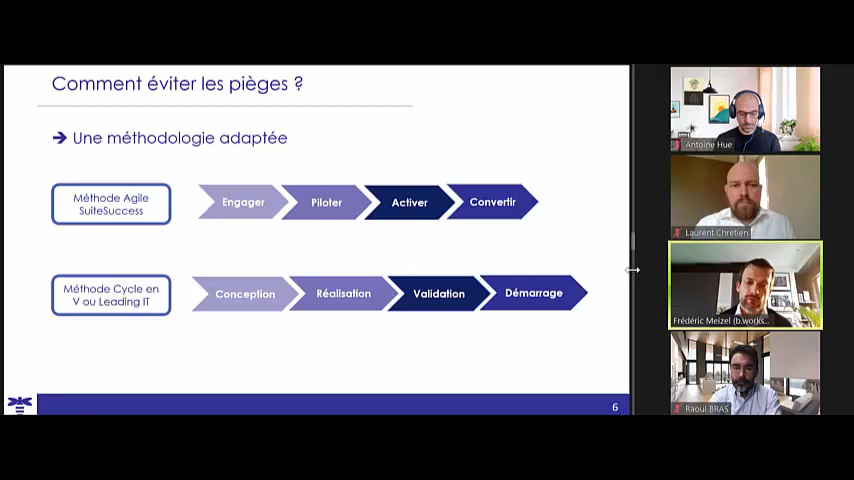 Comment éviter les pièges ?
➔ Une méthodologie adaptée
Méthode Agile
SuiteSuccess
Engager
Piloter
Activer
Convertir
Méthode Cycle en
V ou Leading IT
Conception
Réalisation
Validation
Démarrage
6
Antoine Hue
Laurent Chretien
Frédéric Meizel (b.works...
Raoul BRAS